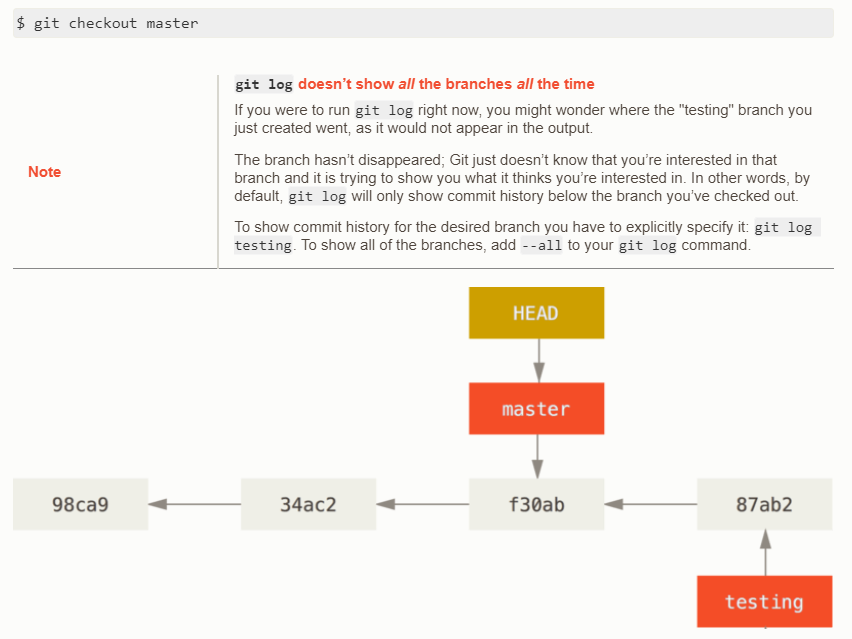 $ git checkout master
git log doesn’t show all the branches all the time
If you were to run git log right now, you might wonder where the "testing" branch you
just created went, as it would not appear in the output.
Note
The branch hasn’t disappeared; Git just doesn’t know that you’re interested in that
branch and it is trying to show you what it thinks you’re interested in. In other words, by
default, git log will only show commit history below the branch you’ve checked out.
To show commit history for the desired branch you have to explicitly specify it: git log
testing. To show all of the branches, add --all to your git log command.
HEAD
master
98ca9 34ac2 f30ab 87ab2
testing